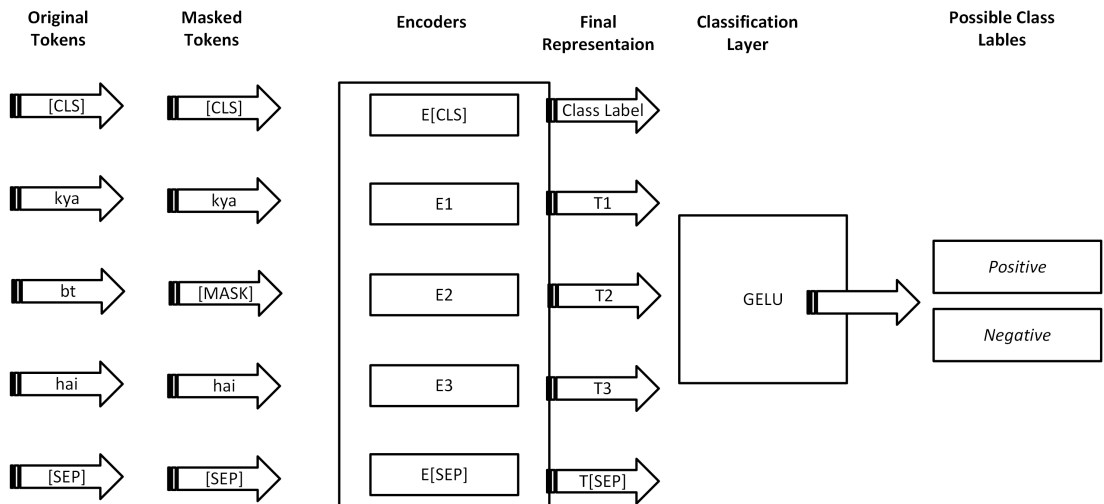 Original
Tokens
Masked
Tokens
Encoders
Final
Representaion
Classification
Layer
Possible Class
Lables
[CLS]
[CLS]
E[CLS]
Class Label
kya
kya
E1
T1
bt
[MASK]
E2
T2
GELU
Positive
Negative
hai
hai
E3
T3
[SEP]
[SEP]
E[SEP]
T[SEP]